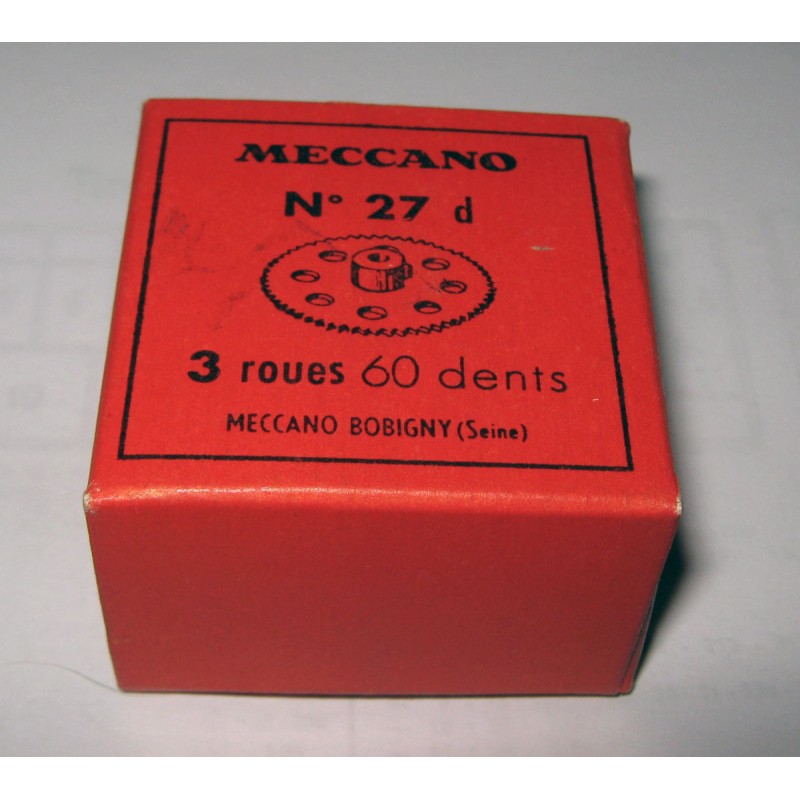 MECCANO
N° 27 d
3 roues 60 dents
MECCANO BOBIGNY (Seine)